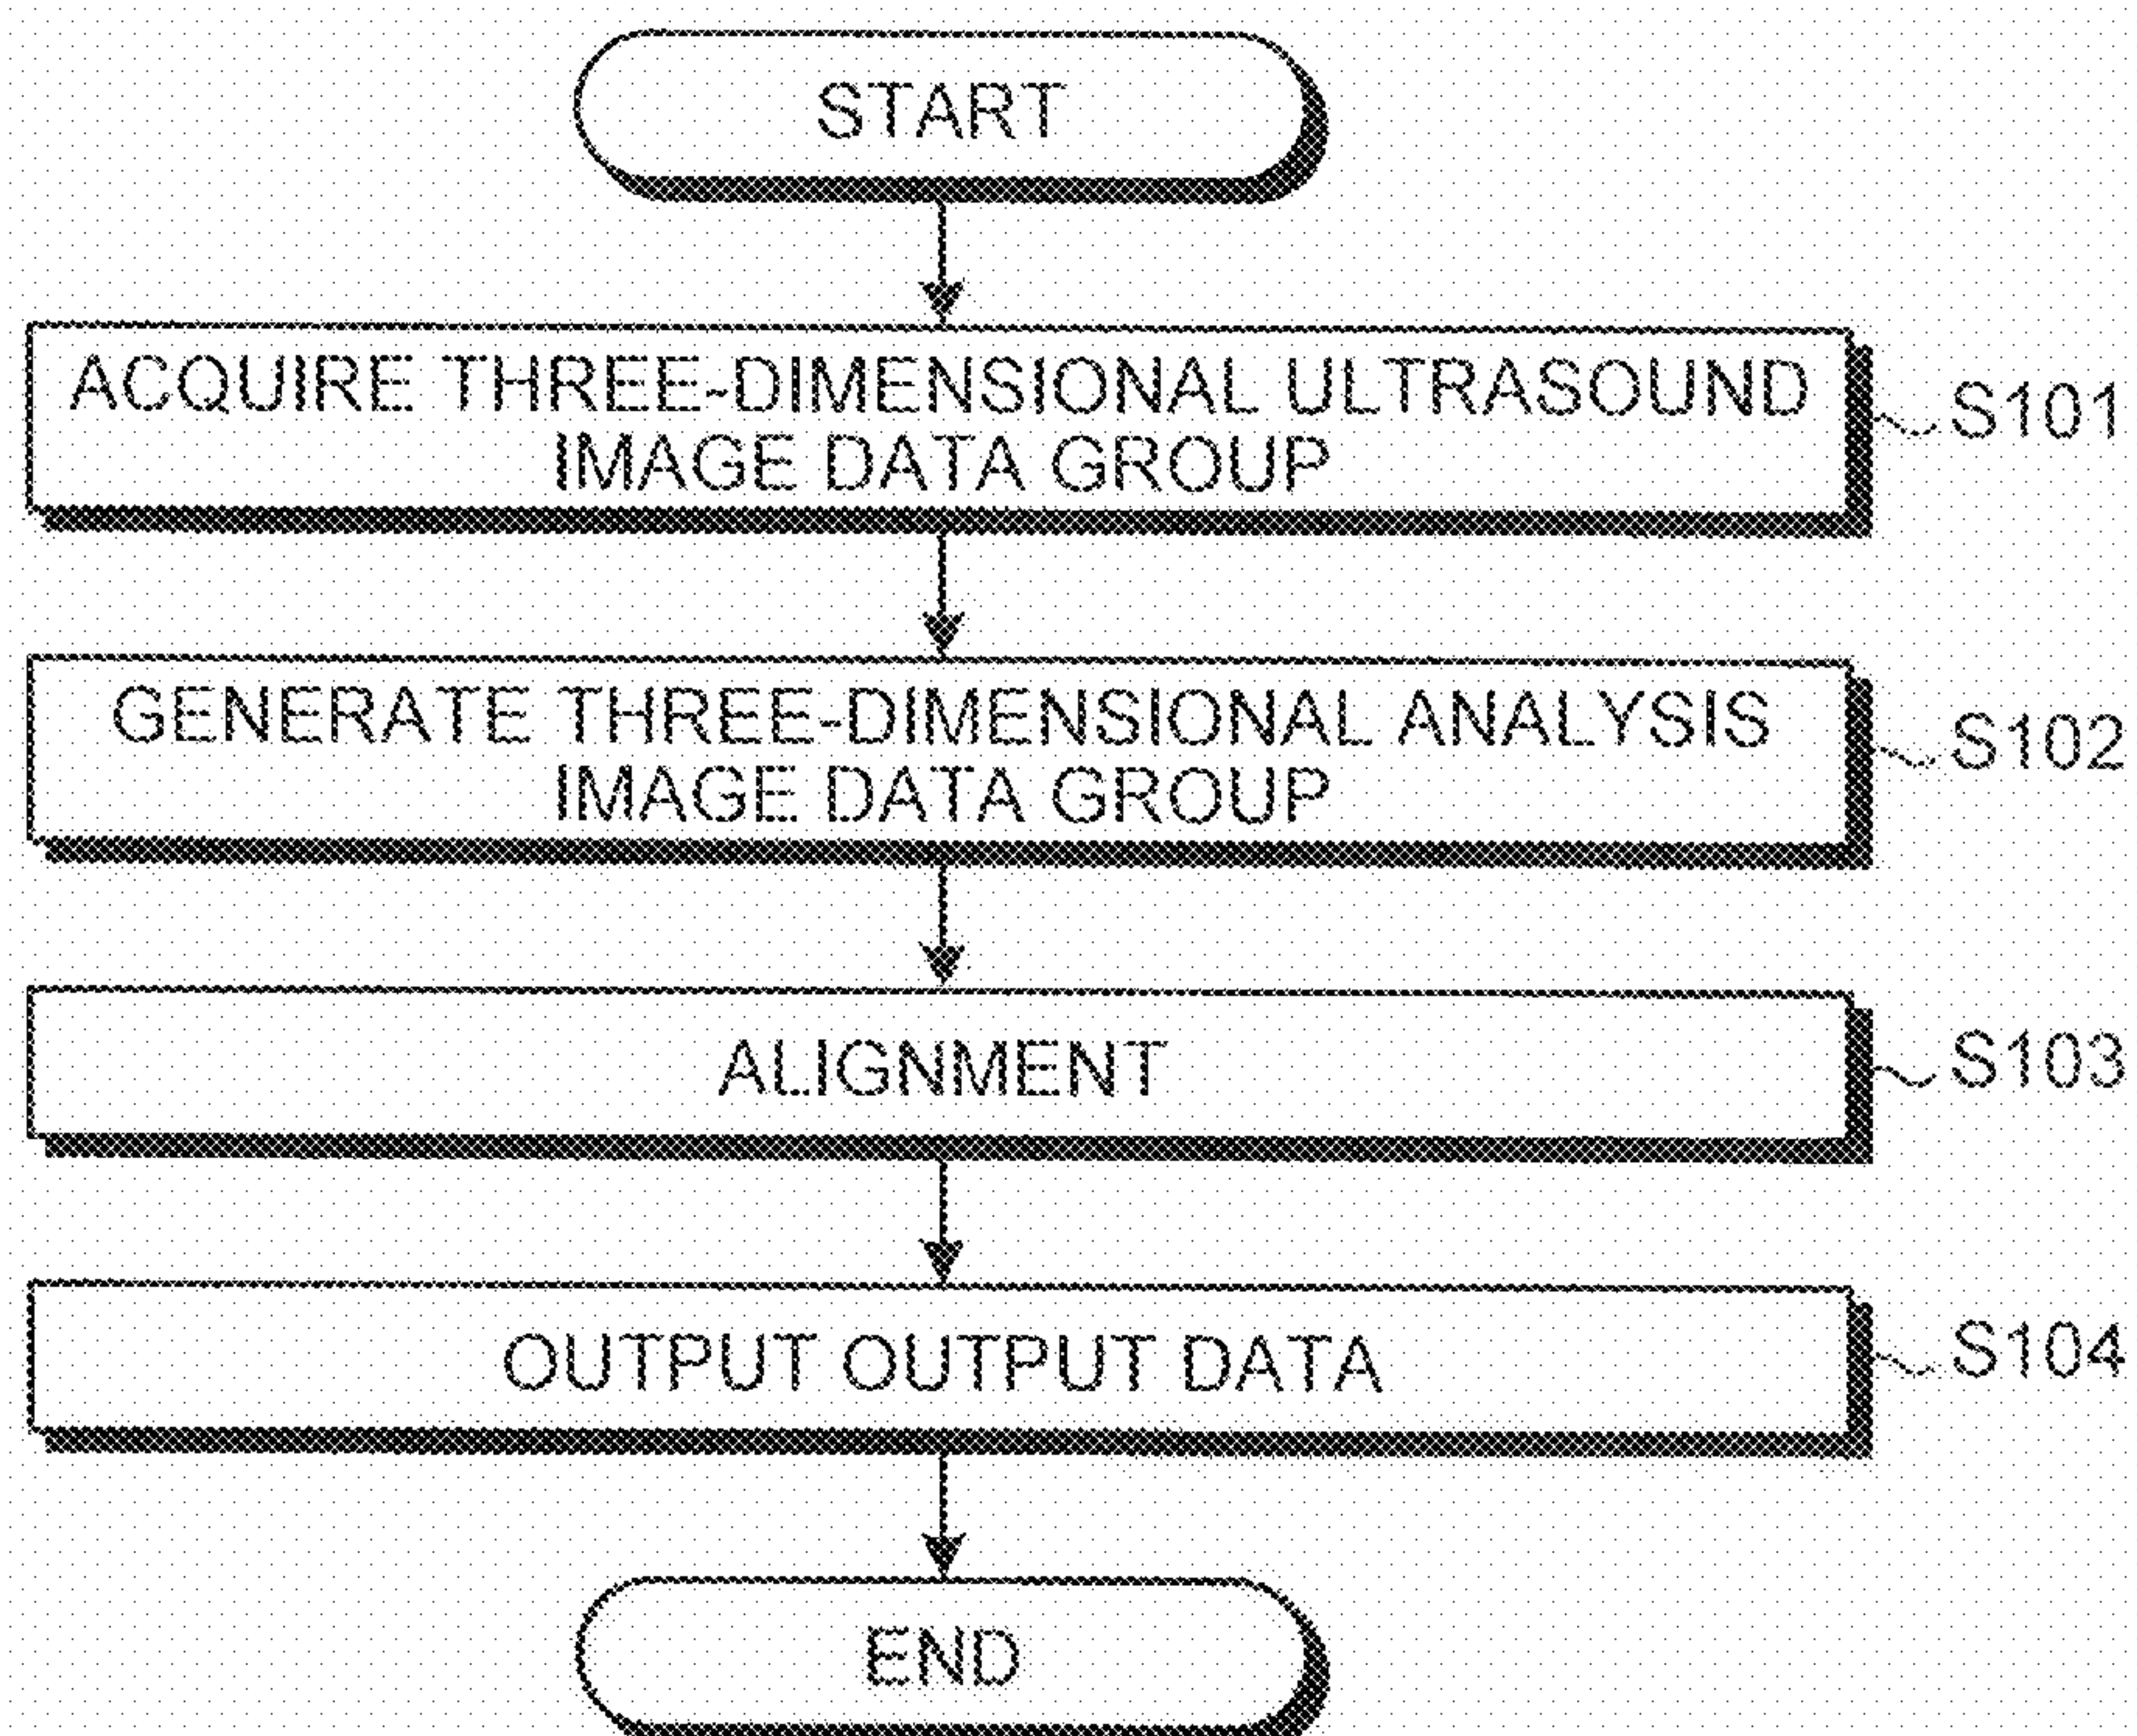 START
ACQUIRE THREE-DIMENSIONAL ULTRASOUND
IMAGE DATA GROUP
S101
GENERATE THREE-DIMENSIONAL ANALYSIS
IMAGE DATA GROUP
S102
ALIGNMENT
S103
OUTPUT OUTPUT DATA
S104
END